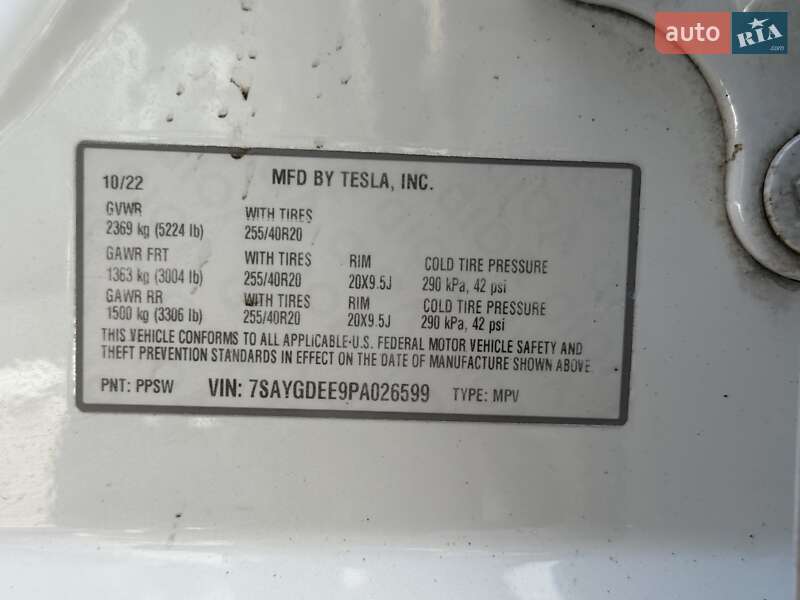 auto RIA.com
10/22 MFD BY TESLA, INC.
GVWR WITH TIRES
2369 kg (5224 lb) 255/40R20
GAWR FRT WITH TIRES RIM COLD TIRE PRESSURE
1363 kg (3004 lb) 255/40R20 20X9.5J 290 kPa, 42 psi
GAWR RR WITH TIRES RIM COLD TIRE PRESSURE
1500 kg (3306 lb) 255/40R20 20X9.5J 290 kPa, 42 psi
THIS VEHICLE CONFORMS TO ALL APPLICABLE-U.S. FEDERAL MOTOR VEHICLE SAFETY AND
THEFT PREVENTION STANDARDS IN EFFECT ON THE DATE OF MANUFACTURE SHOWN ABOVE
PNT: PPSW VIN: 7SAYGDEE9PA026599 TYPE: MPV